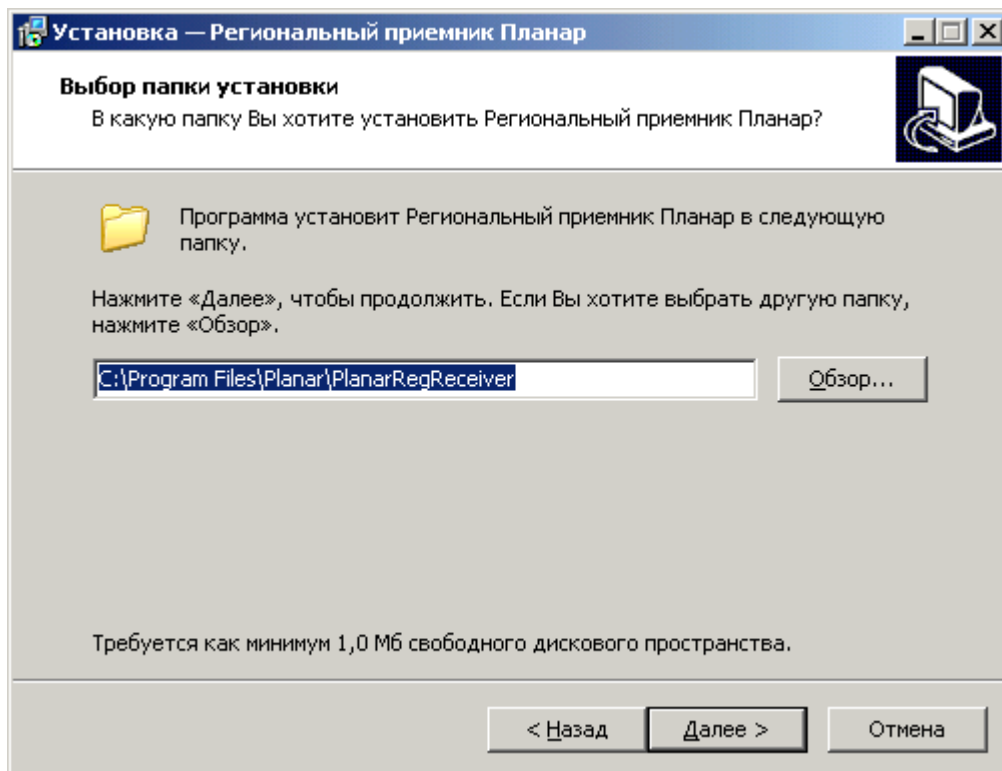 Установка — Региональный приемник Планар
Выбор папки установки
В какую папку Вы хотите установить Региональный приемник Планар?
Программа установит Региональный приемник Планар в следующую
папку.
Нажмите «Далее», чтобы продолжить. Если Вы хотите выбрать другую папку,
нажмите «Обзор».
C:\Program Files\Planar\PlanarRegReceiver
Обзор...
Требуется как минимум 1,0 Мб свободного дискового пространства.
< Назад
Далее >
Отмена